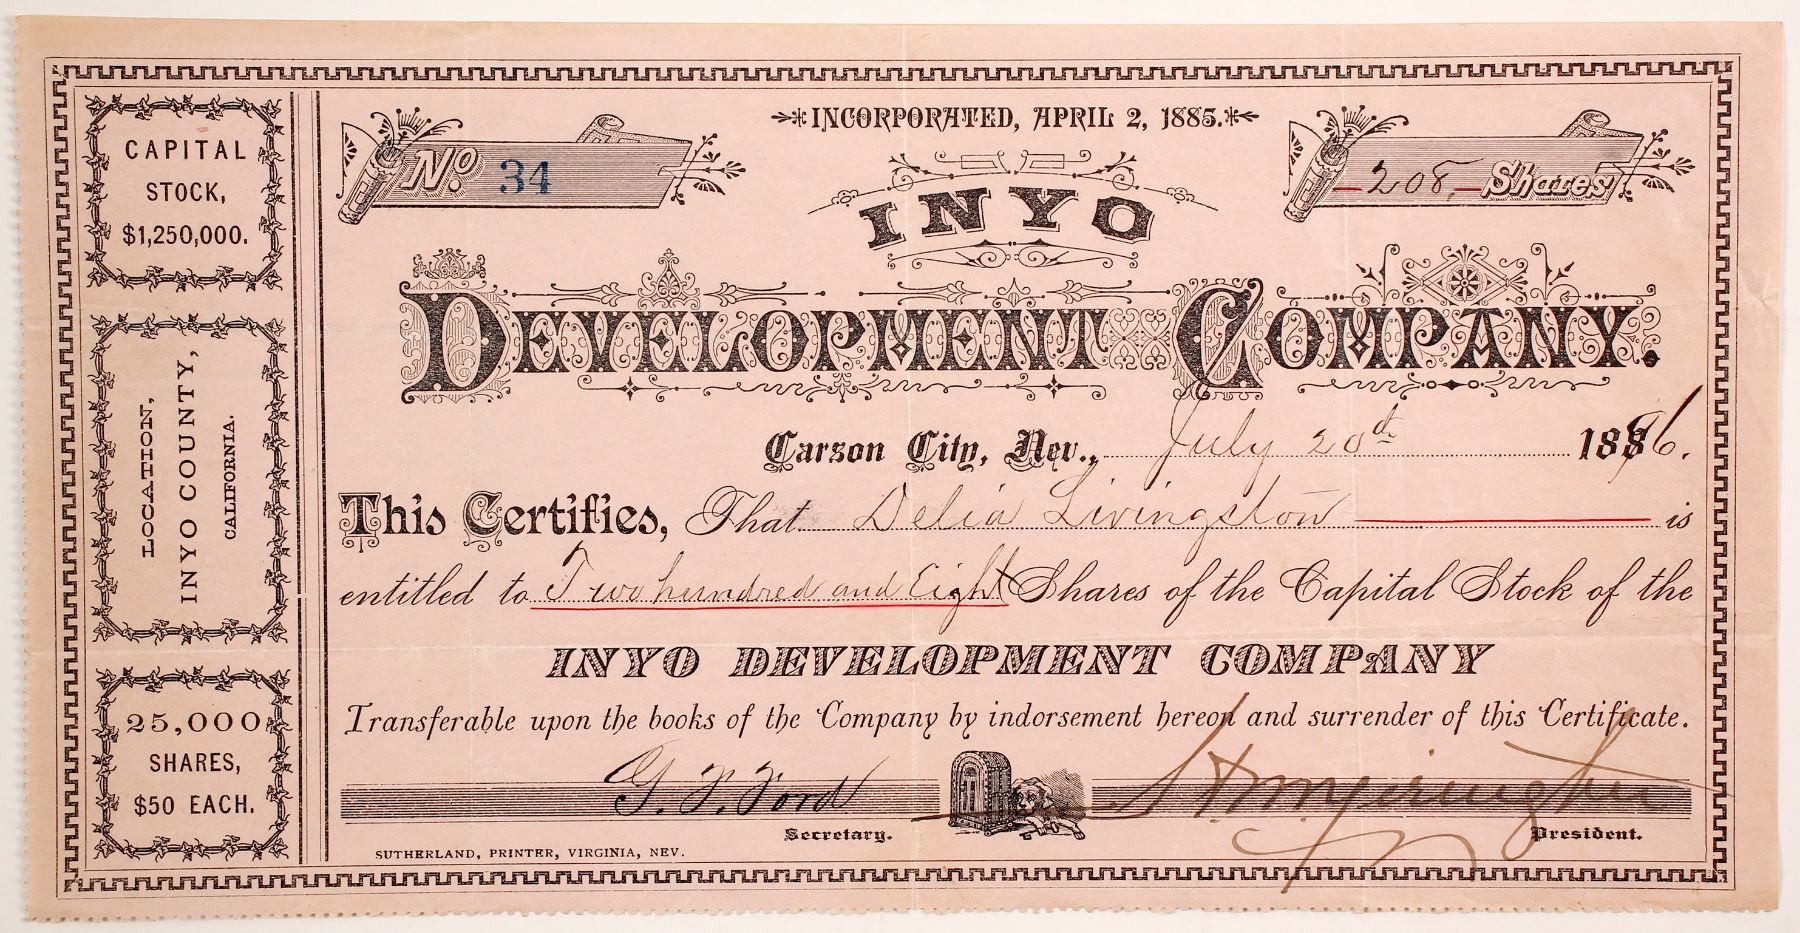 CAPITAL
STOCK,
$1,250,000.
LOCATION,
INYO COUNTY,
CALIFORNIA.
25,000
SHARES,
$50 EACH.
INCORPORATED, APRIL 2, 1885.
No. 34
208 Shares
INYO
DEVELOPMENT COMPANY.
Carson City, Nev., July 20th 1896.
This Certifies, That Delia Livingston is
entitled to Two hundred and Eight Shares of the Capital Stock of the
INYO DEVELOPMENT COMPANY
Transferable upon the books of the Company by indorsement hereon and surrender of this Certificate.
G. F. Ford
Secretary.
President.
SUTHERLAND, PRINTER, VIRGINIA, NEV.